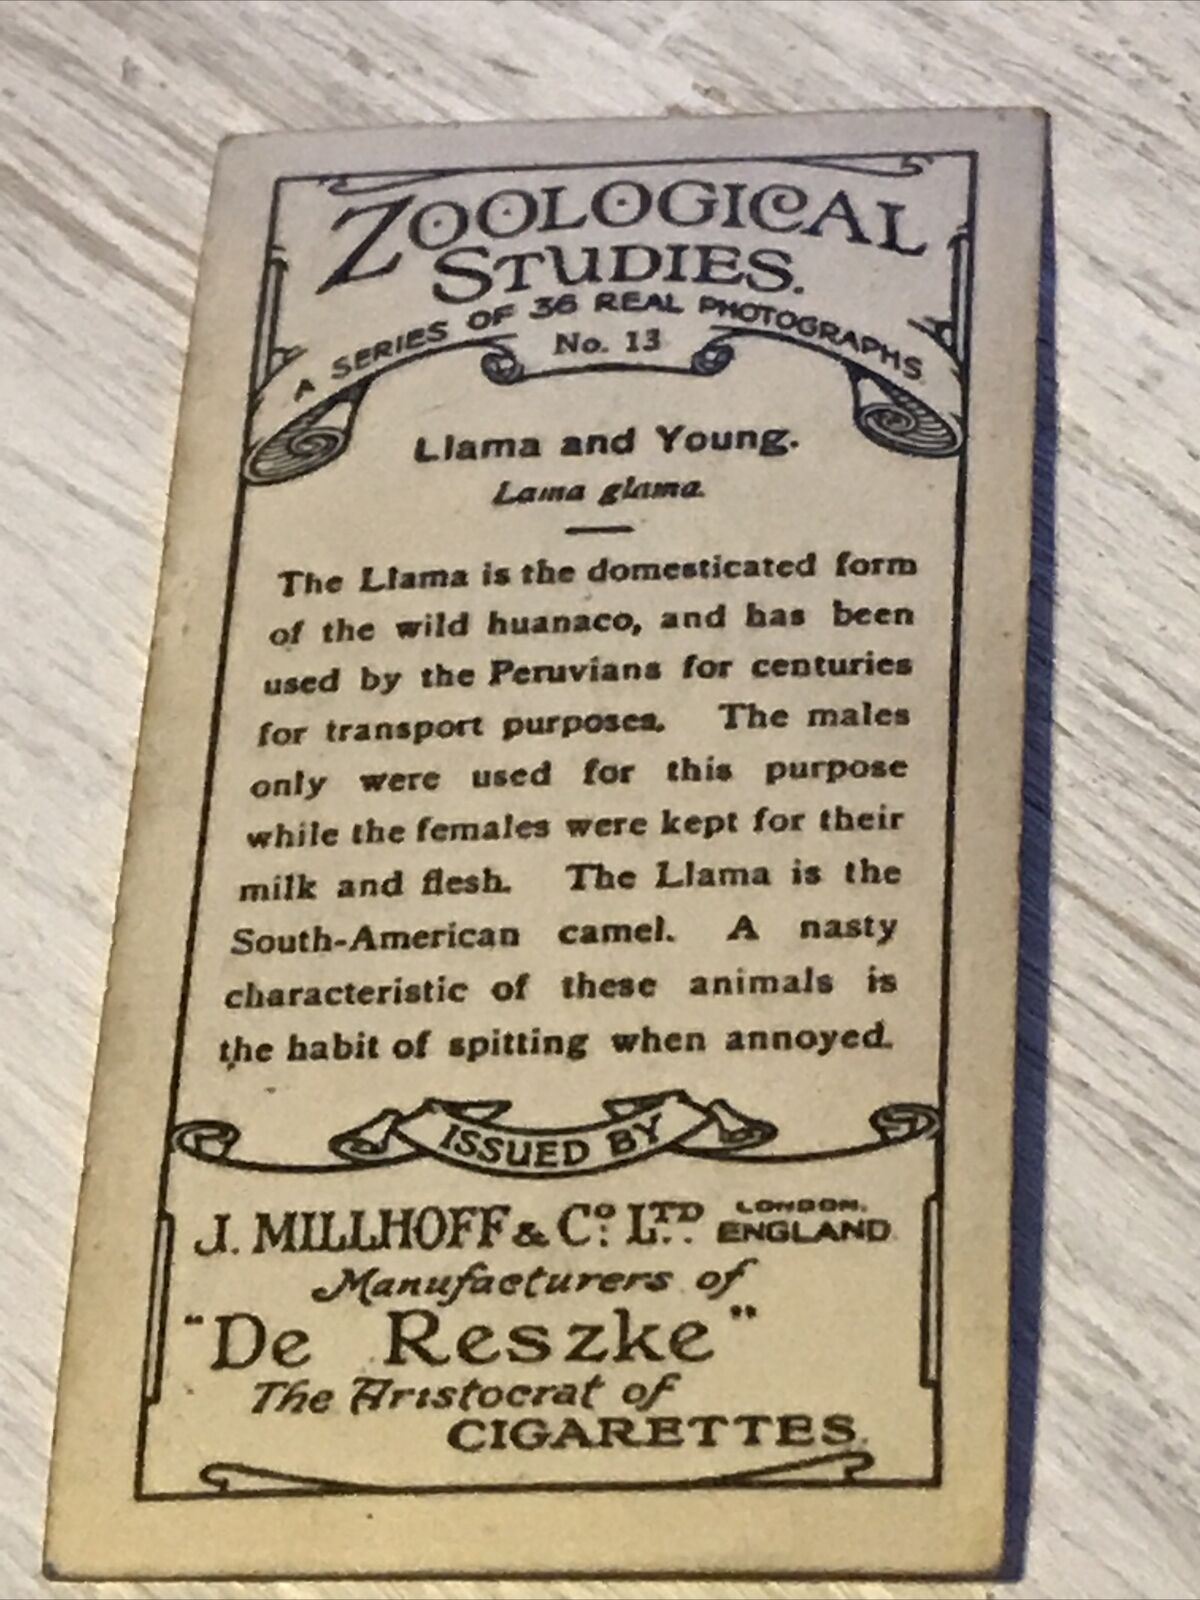 ZOOLOGICAL
STUDIES.
A SERIES OF 36 REAL PHOTOGRAPHS
No. 13
Llama and Young.
Lama glama.
The Llama is the domesticated form
of the wild huanaco, and has been
used by the Peruvians for centuries
for transport purposes. The males
only were used for this purpose
while the females were kept for their
milk and flesh. The Llama is the
South-American camel. A nasty
characteristic of these animals is
the habit of spitting when annoyed.
ISSUED BY
J. MILLHOFF & Co: LTD. LONDON, ENGLAND
Manufacturers of
"De Reszke"
The Aristocrat of
CIGARETTES.